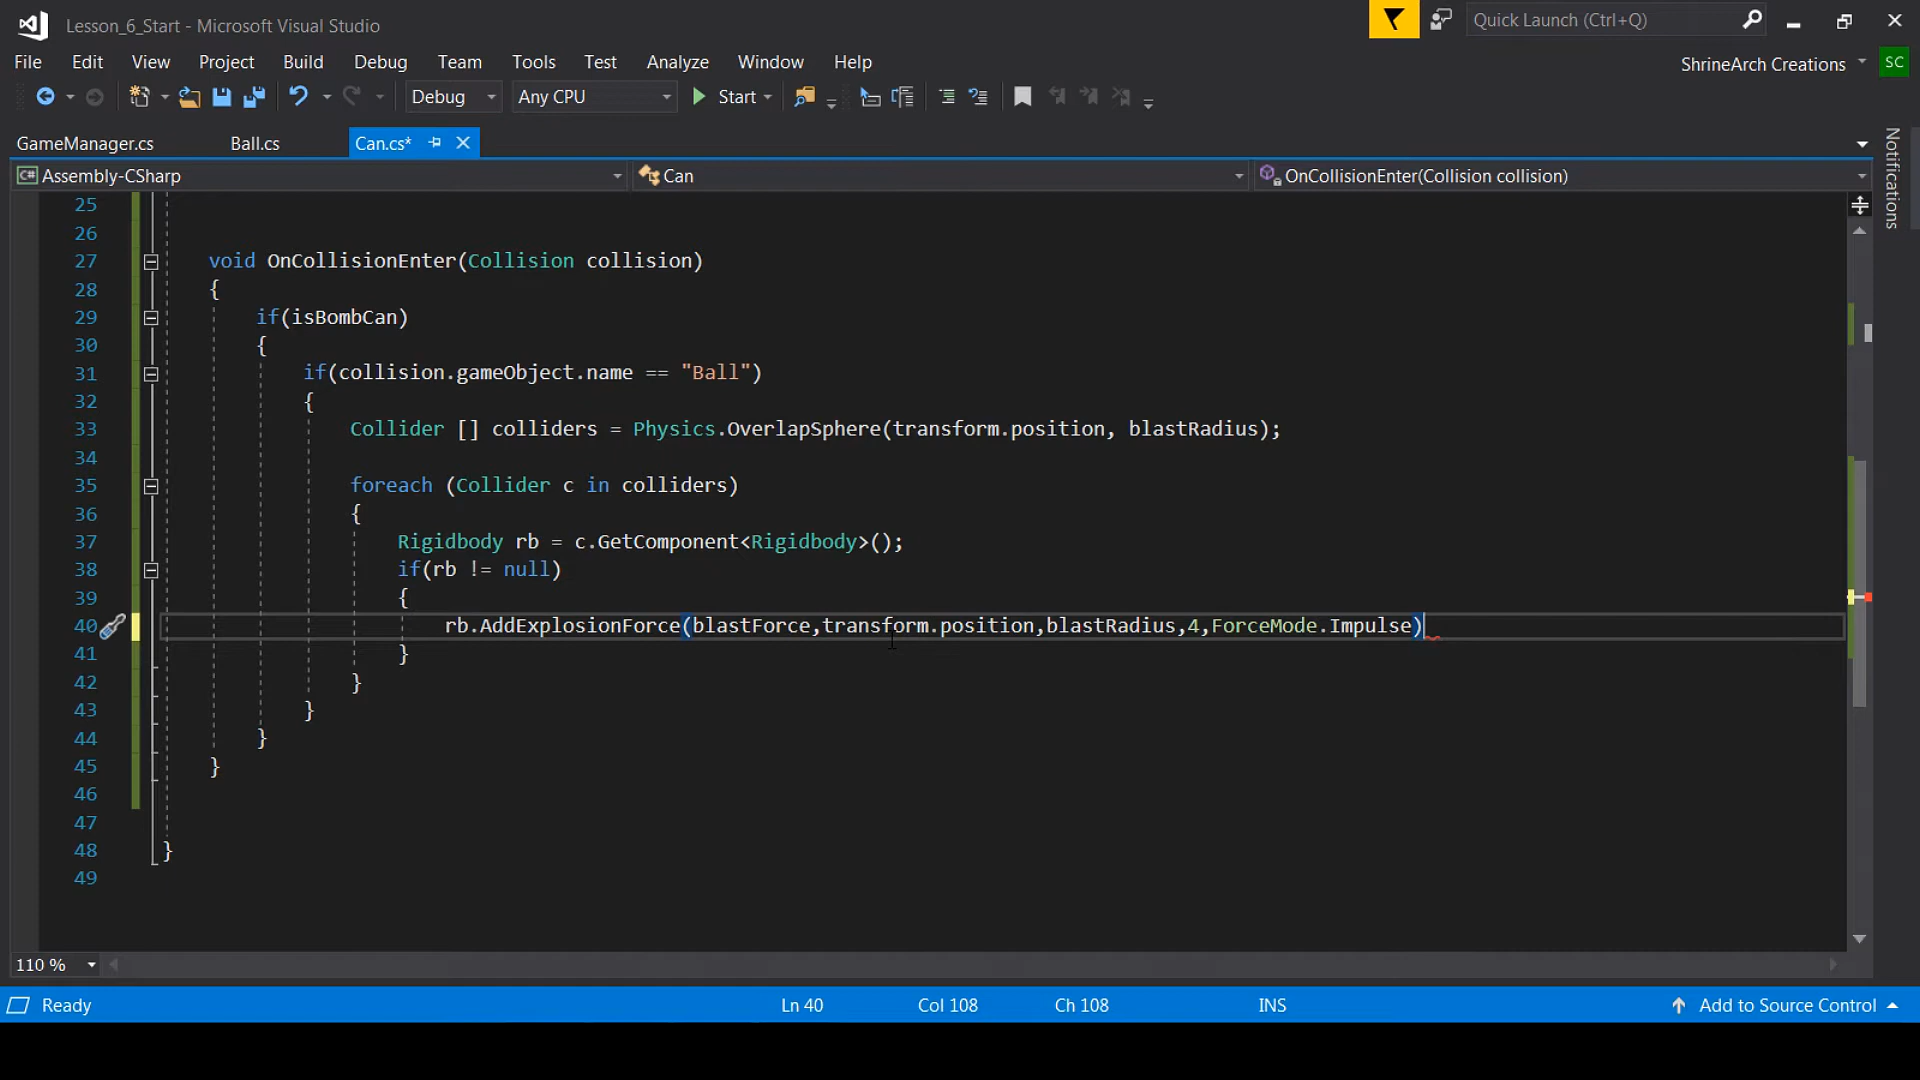 Lesson_6_Start - Microsoft Visual Studio
Quick Launch (Ctrl+Q)
File Edit View Project Build Debug Team Tools Test Analyze Window Help
ShrineArch Creations SC
Debug Any CPU Start
GameManager.cs Ball.cs Can.cs*
Notifications
C# Assembly-CSharp Can OnCollisionEnter(Collision collision)
25
26
27 void OnCollisionEnter(Collision collision)
28 {
29 if(isBombCan)
30 {
31 if(collision.gameObject.name == "Ball")
32 {
33 Collider [] colliders = Physics.OverlapSphere(transform.position, blastRadius);
34
35 foreach (Collider c in colliders)
36 {
37 Rigidbody rb = c.GetComponent<Rigidbody>();
38 if(rb != null)
39 {
40 rb.AddExplosionForce(blastForce,transform.position,blastRadius,4,ForceMode.Impulse)
41 }
42 }
43 }
44 }
45 }
46
47
48 }
49
110 %
Ready Ln 40 Col 108 Ch 108 INS Add to Source Control